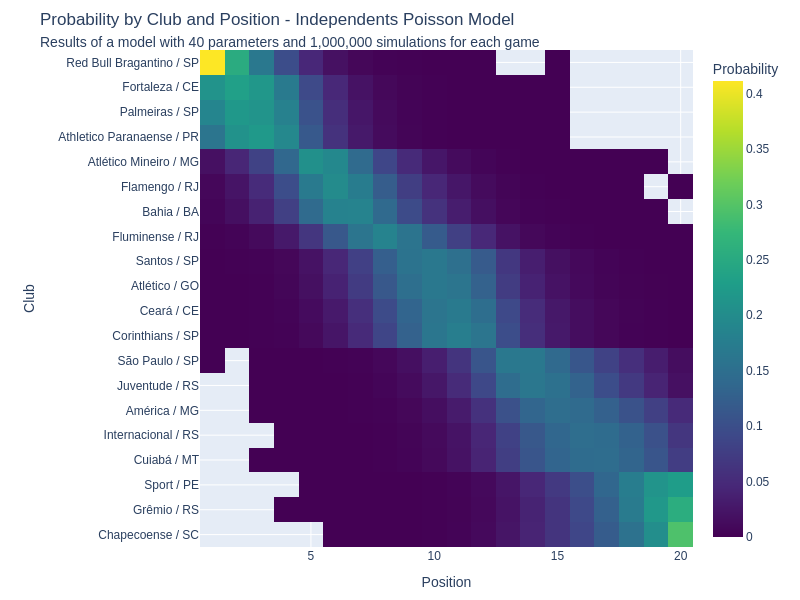 Probability by Club and Position - Independents Poisson Model
Results of a model with 40 parameters and 1,000,000 simulations for each game
Club
Red Bull Bragantino / SP
Fortaleza / CE
Palmeiras / SP
Athletico Paranaense / PR
Atlético Mineiro / MG
Flamengo / RJ
Bahia / BA
Fluminense / RJ
Santos / SP
Atlético / GO
Ceará / CE
Corinthians / SP
São Paulo / SP
Juventude / RS
América / MG
Internacional / RS
Cuiabá / MT
Sport / PE
Grêmio / RS
Chapecoense / SC
5 10 15 20
Position
Probability
0.4
0.35
0.3
0.25
0.2
0.15
0.1
0.05
0